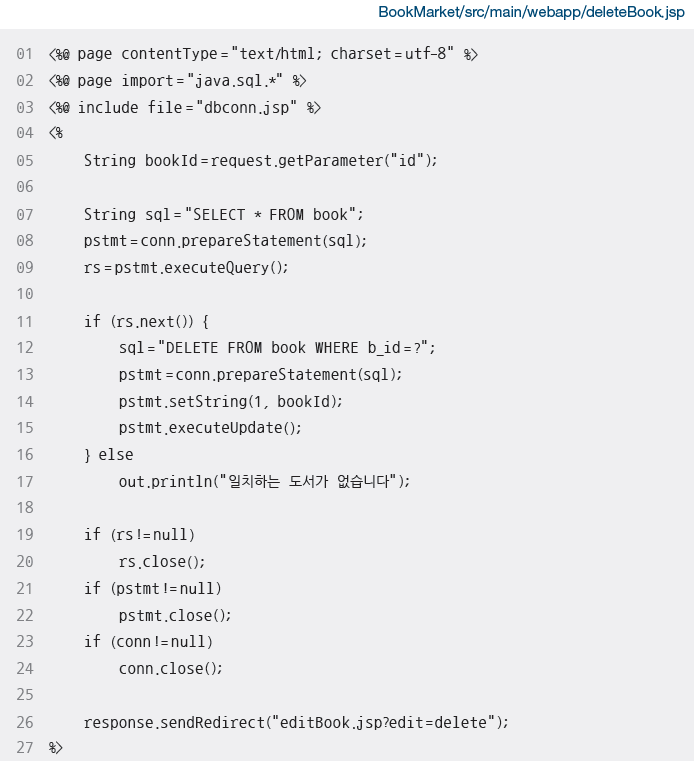 BookMarket/src/main/webapp/deleteBook.jsp
01 <%@ page contentType="text/html; charset=utf-8" %>
02 <%@ page import="java.sql.*" %>
03 <%@ include file="dbconn.jsp" %>
04 <%
05     String bookId=request.getParameter("id");
06
07     String sql="SELECT * FROM book";
08     pstmt=conn.prepareStatement(sql);
09     rs=pstmt.executeQuery();
10
11     if (rs.next()) {
12         sql="DELETE FROM book WHERE b_id=?";
13         pstmt=conn.prepareStatement(sql);
14         pstmt.setString(1, bookId);
15         pstmt.executeUpdate();
16     } else
17         out.println("일치하는 도서가 없습니다");
18
19     if (rs!=null)
20         rs.close();
21     if (pstmt!=null)
22         pstmt.close();
23     if (conn!=null)
24         conn.close();
25
26     response.sendRedirect("editBook.jsp?edit=delete");
27 %>